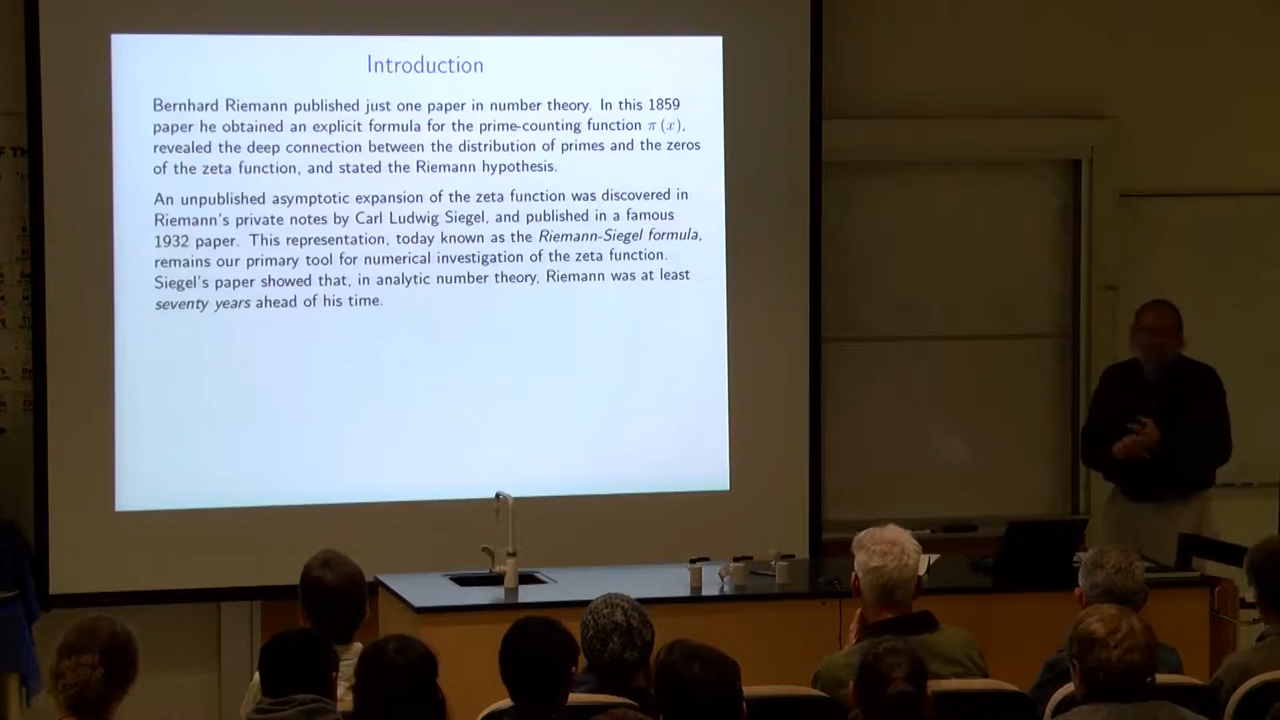 Introduction
Bernhard Riemann published just one paper in number theory. In this 1859
paper he obtained an explicit formula for the prime-counting function π (x),
revealed the deep connection between the distribution of primes and the zeros
of the zeta function, and stated the Riemann hypothesis.
An unpublished asymptotic expansion of the zeta function was discovered in
Riemann's private notes by Carl Ludwig Siegel, and published in a famous
1932 paper. This representation, today known as the Riemann-Siegel formula,
remains our primary tool for numerical investigation of the zeta function.
Siegel's paper showed that, in analytic number theory, Riemann was at least
seventy years ahead of his time.